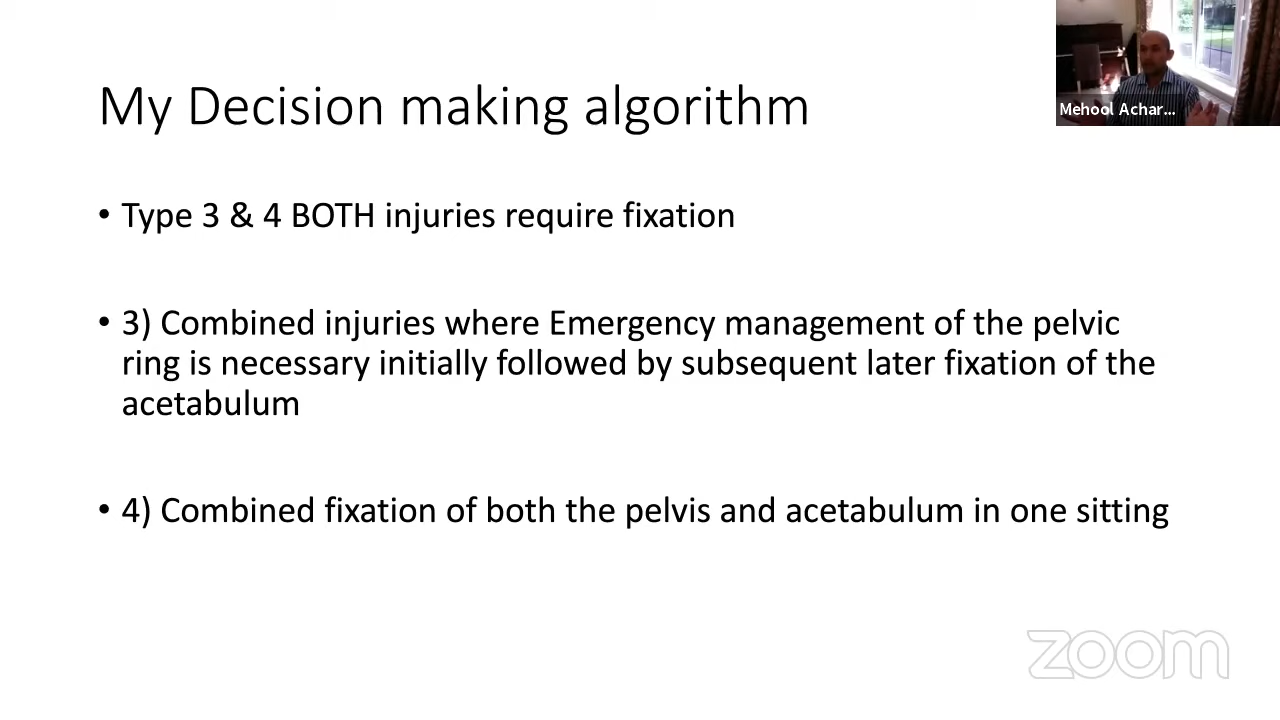 My Decision making algorithm
Mehool Achar...
• Type 3 & 4 BOTH injuries require fixation
• 3) Combined injuries where Emergency management of the pelvic
ring is necessary initially followed by subsequent later fixation of the
acetabulum
• 4) Combined fixation of both the pelvis and acetabulum in one sitting
zoom